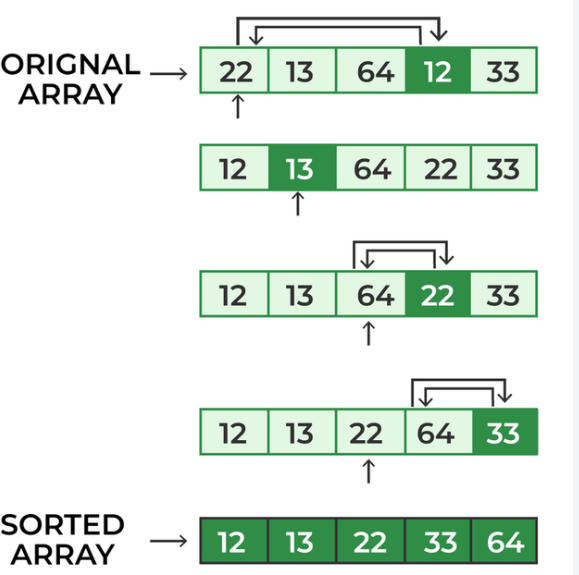 ORIGNAL
ARRAY
22 13 64 12 33
12 13 64 22 33
12 13 64 22 33
12 13 22 64 33
SORTED
ARRAY
12 13 22 33 64